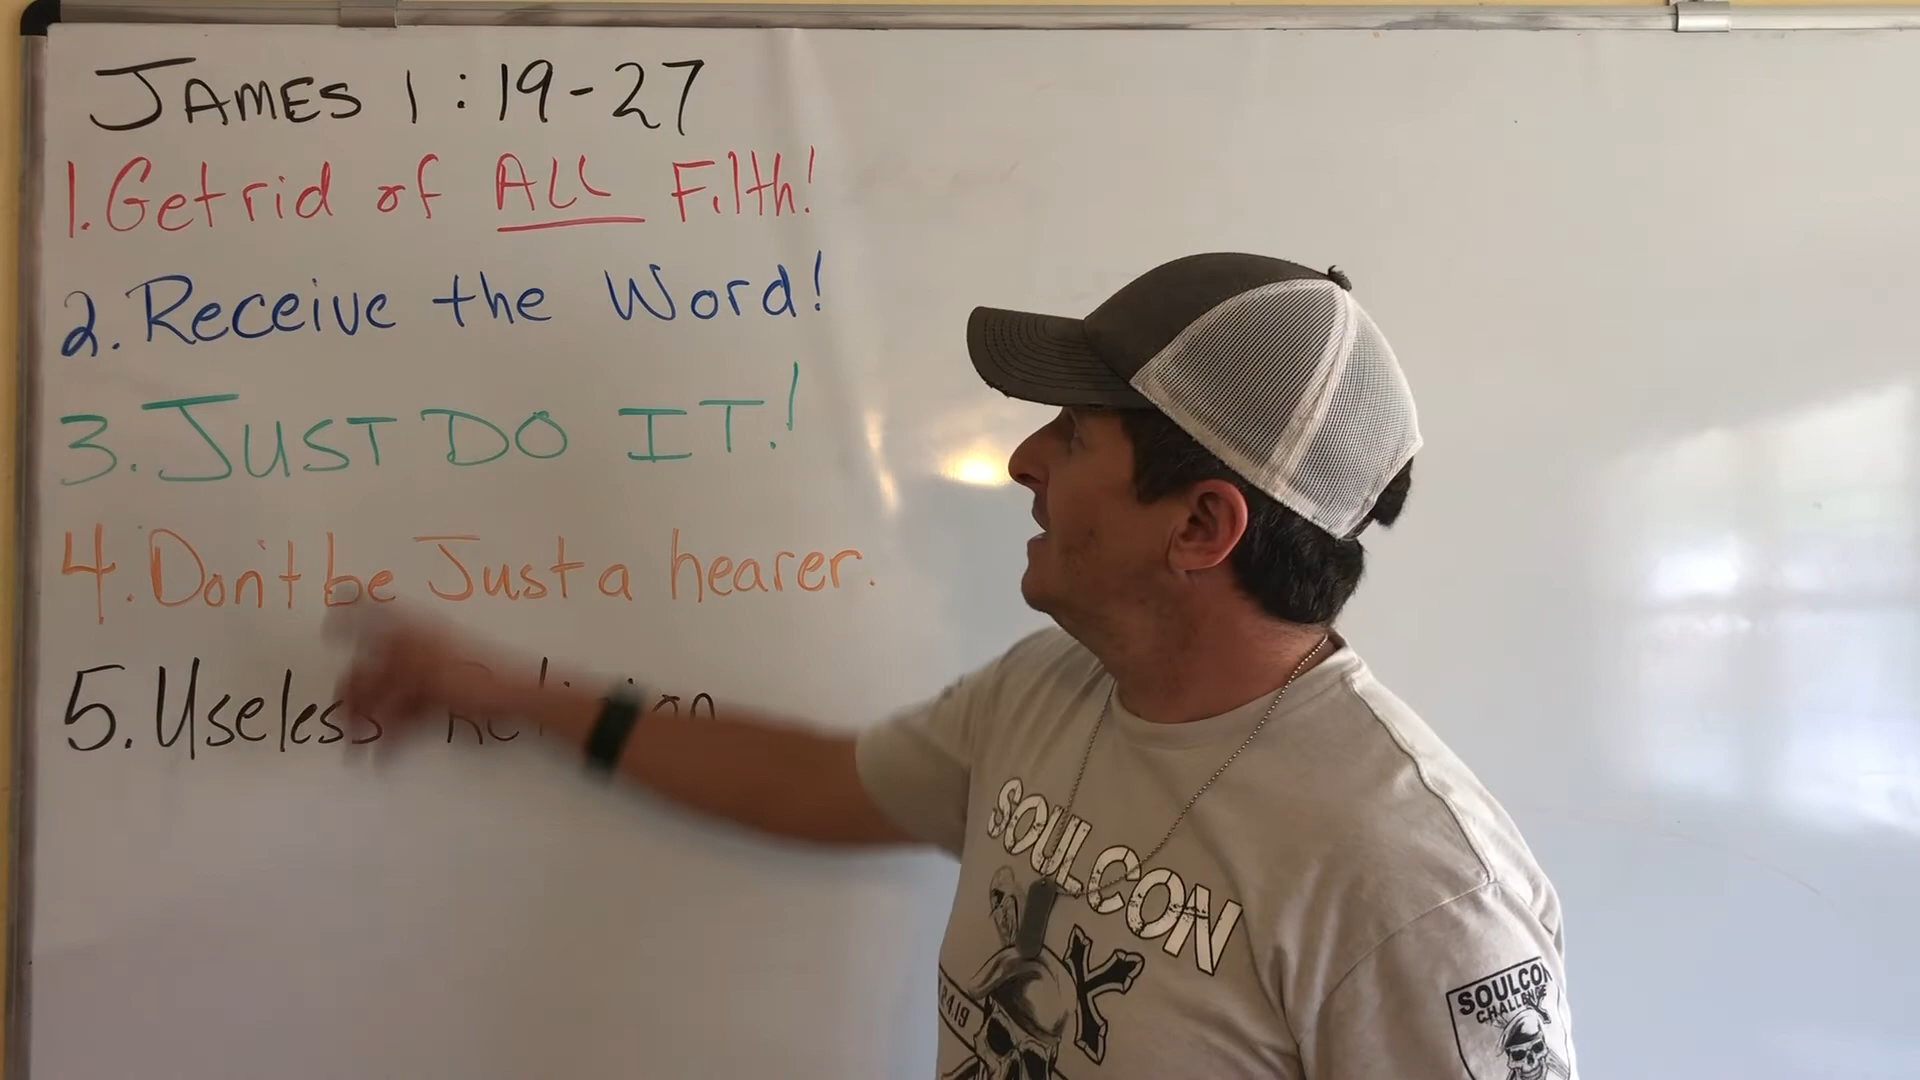 JAMES 1:19-27
1. Get rid of ALL Filth!
2. Receive the Word!
3. JUST DO IT!
4. Don't be Just a hearer.
5. Useless Religion
SOULCON
SOULCON
CHALLENGE